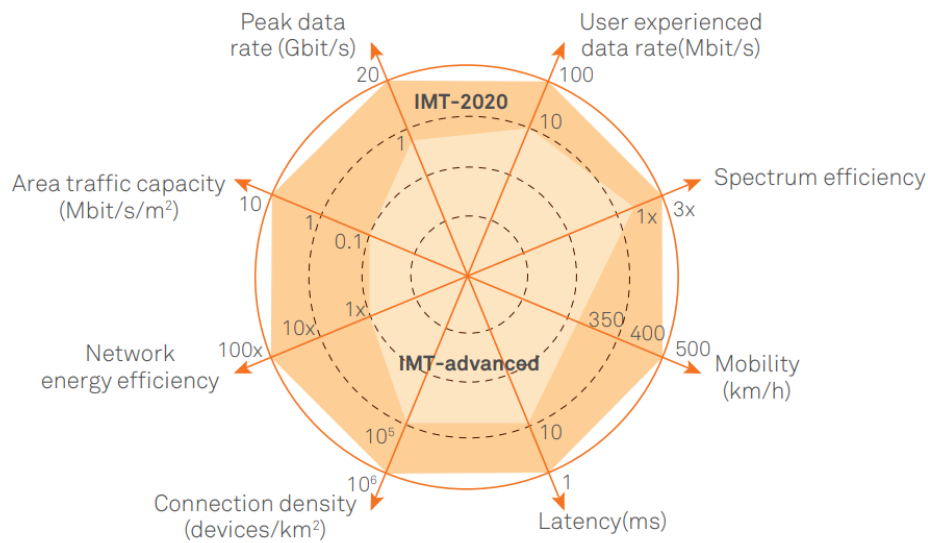 Peak data
rate (Gbit/s)
User experienced
data rate(Mbit/s)
20
100
IMT-2020
1
10
Area traffic capacity
(Mbit/s/m²)
10
1
0.1
Spectrum efficiency
1x
3x
1x
10x
100x
Network
energy efficiency
350
400
500
Mobility
(km/h)
IMT-advanced
10⁵
10⁶
Connection density
(devices/km²)
10
1
Latency(ms)